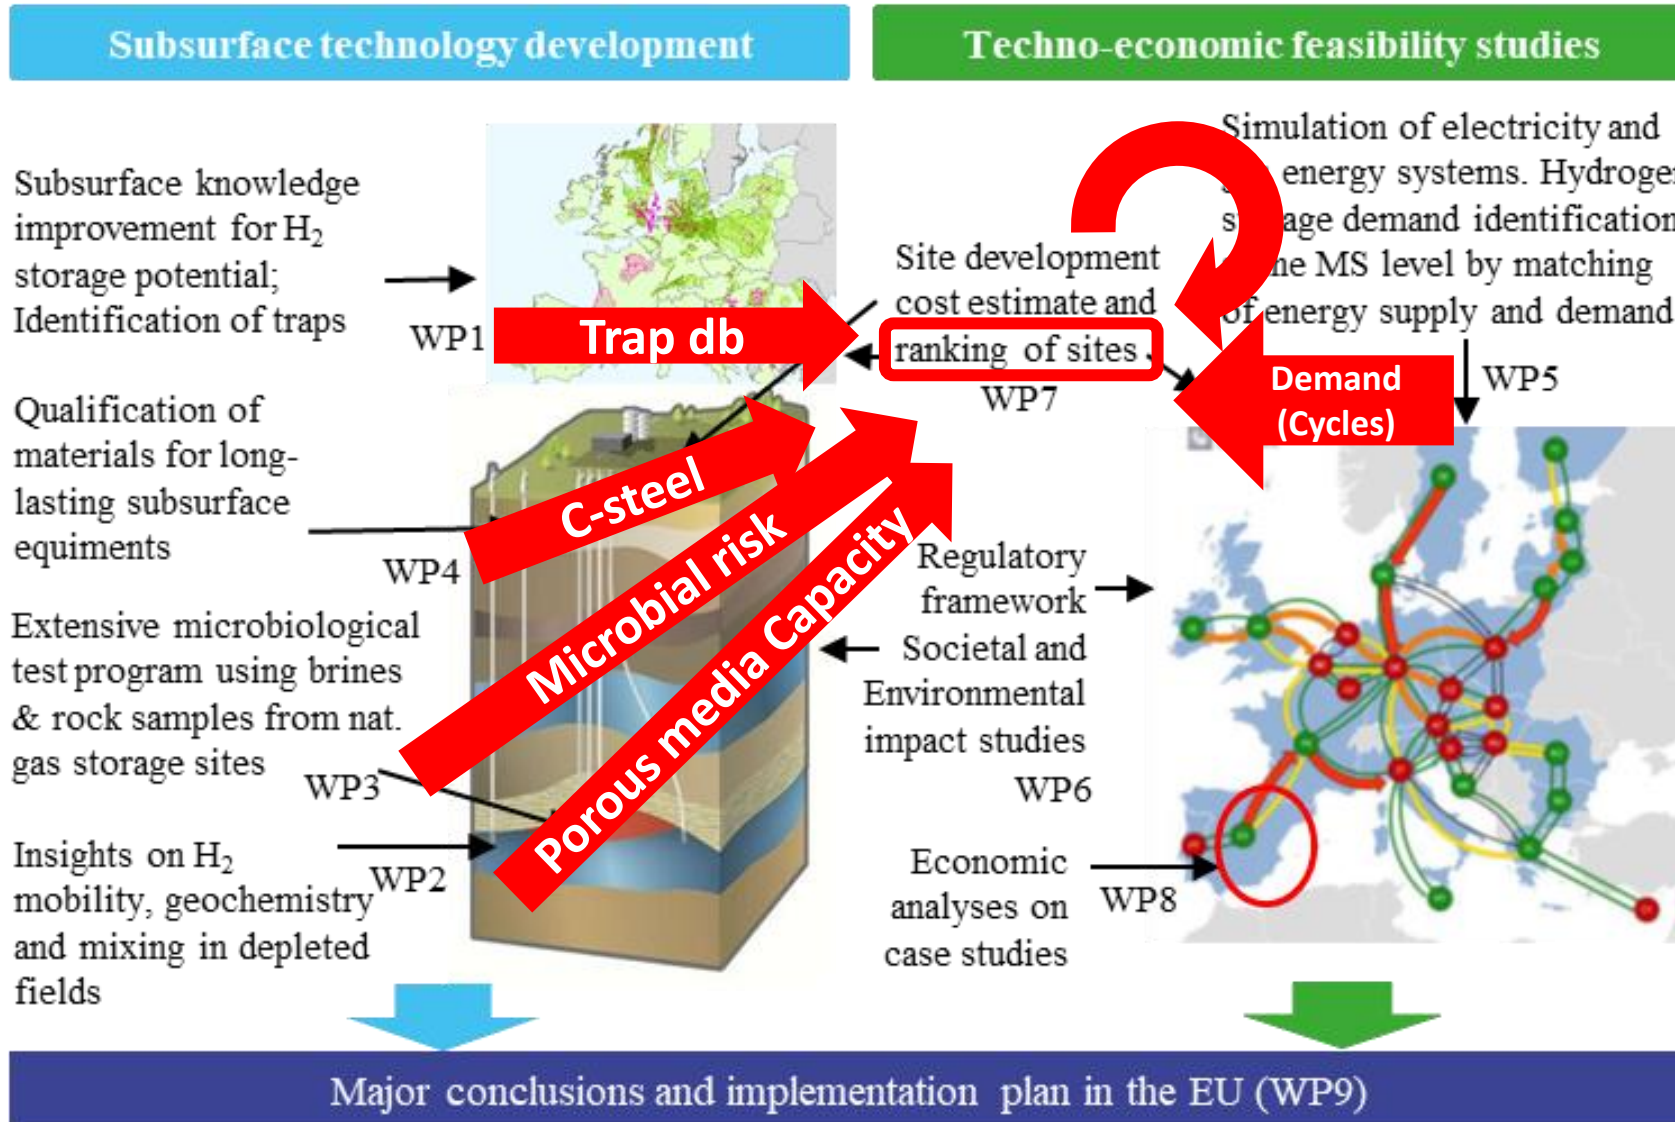 Subsurface technology development
Techno-economic feasibility studies
Subsurface knowledge
improvement for H₂
storage potential;
Identification of traps
WP1
Trap db
Qualification of
materials for long-
lasting subsurface
equiments
WP4
C-steel
Extensive microbiological
test program using brines
& rock samples from nat.
gas storage sites
WP3
Microbial risk
Insights on H₂
mobility, geochemistry
and mixing in depleted
fields
WP2
Porous media Capacity
Site development
cost estimate and
ranking of sites
WP7
Simulation of electricity and
energy systems. Hydrogen
demand identification
MS level by matching
of energy supply and demand
WP5
Demand
(Cycles)
Regulatory
framework
Societal and
Environmental
impact studies
WP6
Economic
analyses on
case studies
WP8
Major conclusions and implementation plan in the EU (WP9)